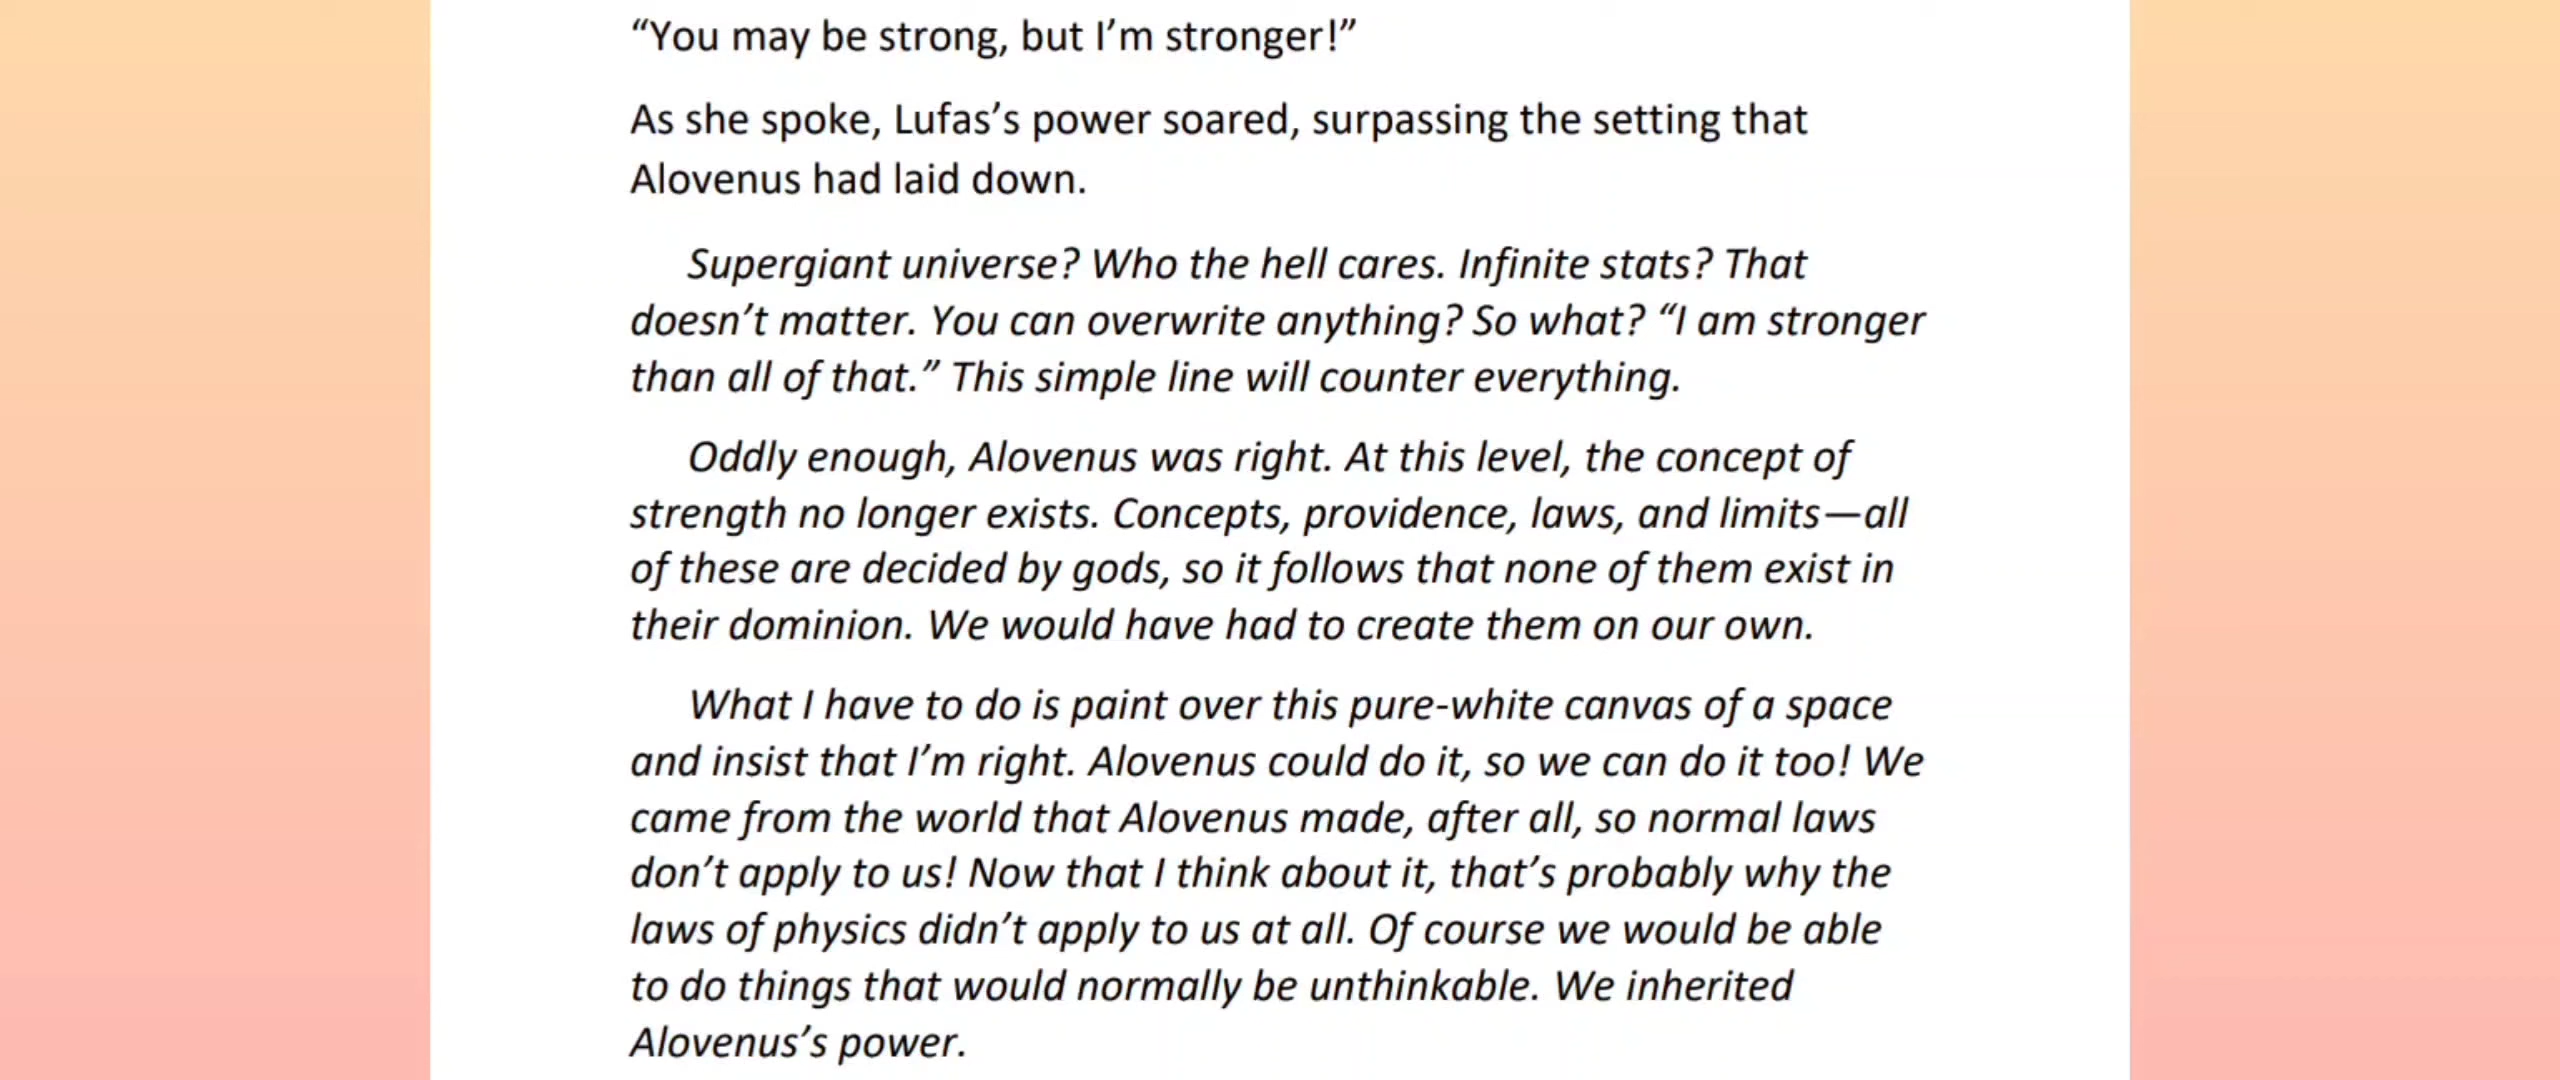 “You may be strong, but I’m stronger!”
As she spoke, Lufas’s power soared, surpassing the setting that
Alovenus had laid down.
Supergiant universe? Who the hell cares. Infinite stats? That
doesn’t matter. You can overwrite anything? So what? “I am stronger
than all of that.” This simple line will counter everything.
Oddly enough, Alovenus was right. At this level, the concept of
strength no longer exists. Concepts, providence, laws, and limits—all
of these are decided by gods, so it follows that none of them exist in
their dominion. We would have had to create them on our own.
What I have to do is paint over this pure-white canvas of a space
and insist that I’m right. Alovenus could do it, so we can do it too! We
came from the world that Alovenus made, after all, so normal laws
don’t apply to us! Now that I think about it, that’s probably why the
laws of physics didn’t apply to us at all. Of course we would be able
to do things that would normally be unthinkable. We inherited
Alovenus’s power.